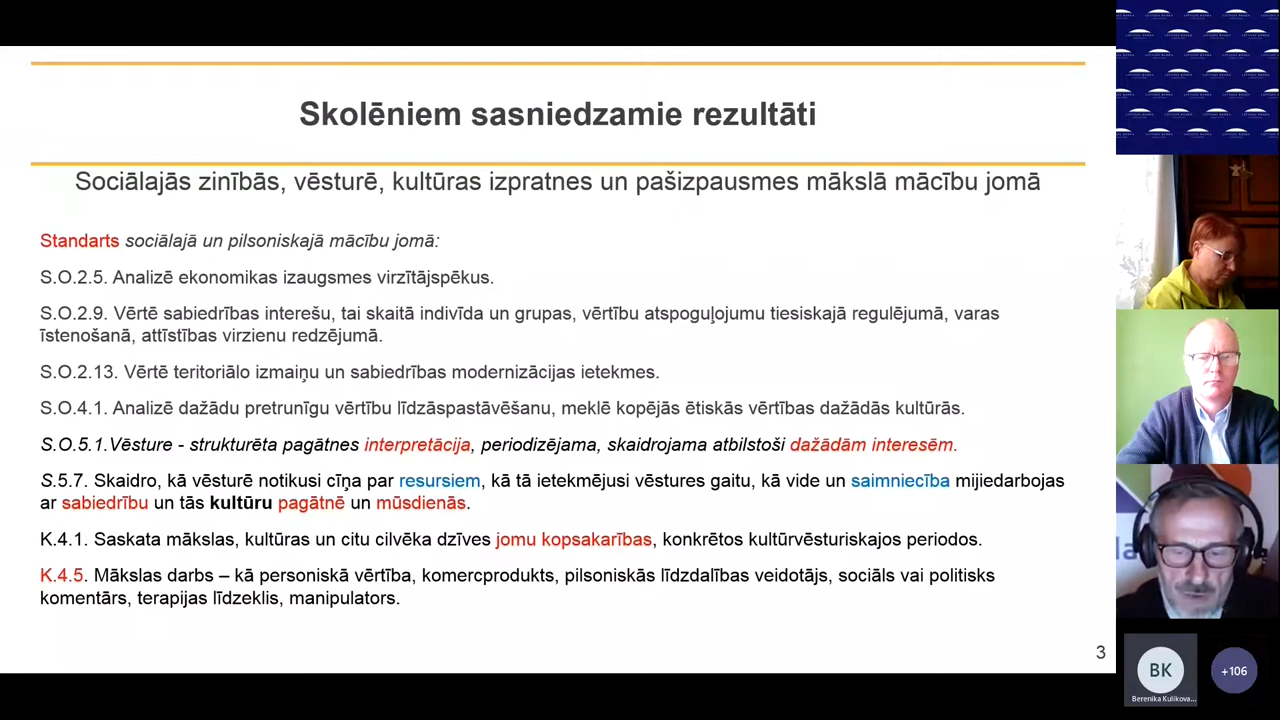 Skolēniem sasniedzamie rezultāti
Sociālajās zinībās, vēsturē, kultūras izpratnes un pašizpausmes mākslā mācību jomā
Standarts sociālajā un pilsoniskajā mācību jomā:
S.O.2.5. Analizē ekonomikas izaugsmes virzītājspēkus.
S.O.2.9. Vērtē sabiedrības interešu, tai skaitā indivīda un grupas, vērtību atspoguļojumu tiesiskajā regulējumā, varas
īstenošanā, attīstības virzienu redzējumā.
S.O.2.13. Vērtē teritoriālo izmaiņu un sabiedrības modernizācijas ietekmes.
S.O.4.1. Analizē dažādu pretrunīgu vērtību līdzāspastāvēšanu, meklē kopējās ētiskās vērtības dažādās kultūrās.
S.O.5.1.Vēsture - strukturēta pagātnes interpretācija, periodizējama, skaidrojama atbilstoši dažādām interesēm.
S.5.7. Skaidro, kā vēsturē notikusi cīņa par resursiem, kā tā ietekmējusi vēstures gaitu, kā vide un saimniecība mijiedarbojas
ar sabiedrību un tās kultūru pagātnē un mūsdienās.
K.4.1. Saskata mākslas, kultūras un citu cilvēka dzīves jomu kopsakarības, konkrētos kultūrvēsturiskajos periodos.
K.4.5. Mākslas darbs – kā personiskā vērtība, komercprodukts, pilsoniskās līdzdalības veidotājs, sociāls vai politisks
komentārs, terapijas līdzeklis, manipulators.
3
BK
+106
Berenika Kulikova...